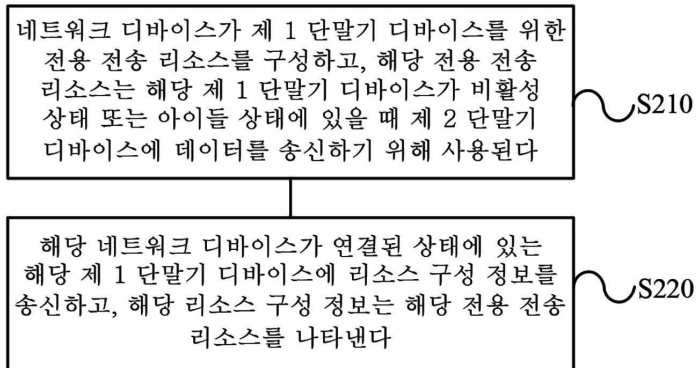 네트워크 디바이스가 제 1 단말기 디바이스를 위한
전용 전송 리소스를 구성하고, 해당 전용 전송
리소스는 해당 제 1 단말기 디바이스가 비활성
상태 또는 아이들 상태에 있을 때 제 2 단말기
디바이스에 데이터를 송신하기 위해 사용된다
S210
해당 네트워크 디바이스가 연결된 상태에 있는
해당 제 1 단말기 디바이스에 리소스 구성 정보를
송신하고, 해당 리소스 구성 정보는 해당 전용 전송
리소스를 나타낸다
S220